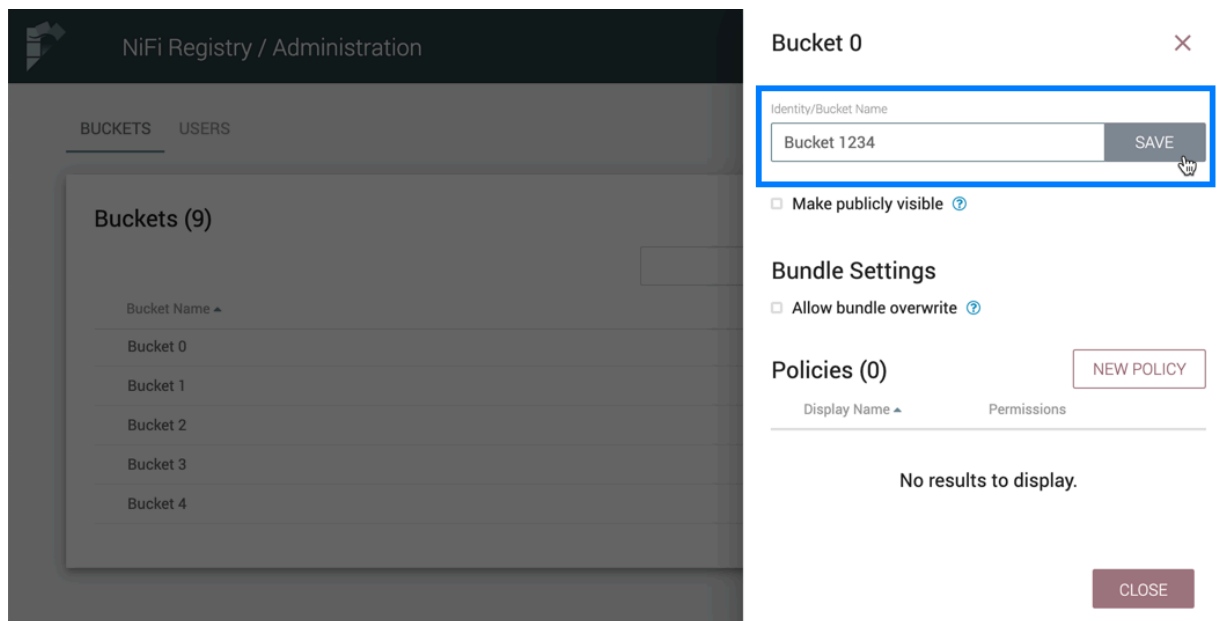 NiFi Registry / Administration
BUCKETS USERS
Buckets (9)
Bucket Name
Bucket 0
Bucket 1
Bucket 2
Bucket 3
Bucket 4
Bucket 0
Identity/Bucket Name
Bucket 1234 SAVE
Make publicly visible ?
Bundle Settings
Allow bundle overwrite ?
Policies (0) NEW POLICY
Display Name Permissions
No results to display.
CLOSE